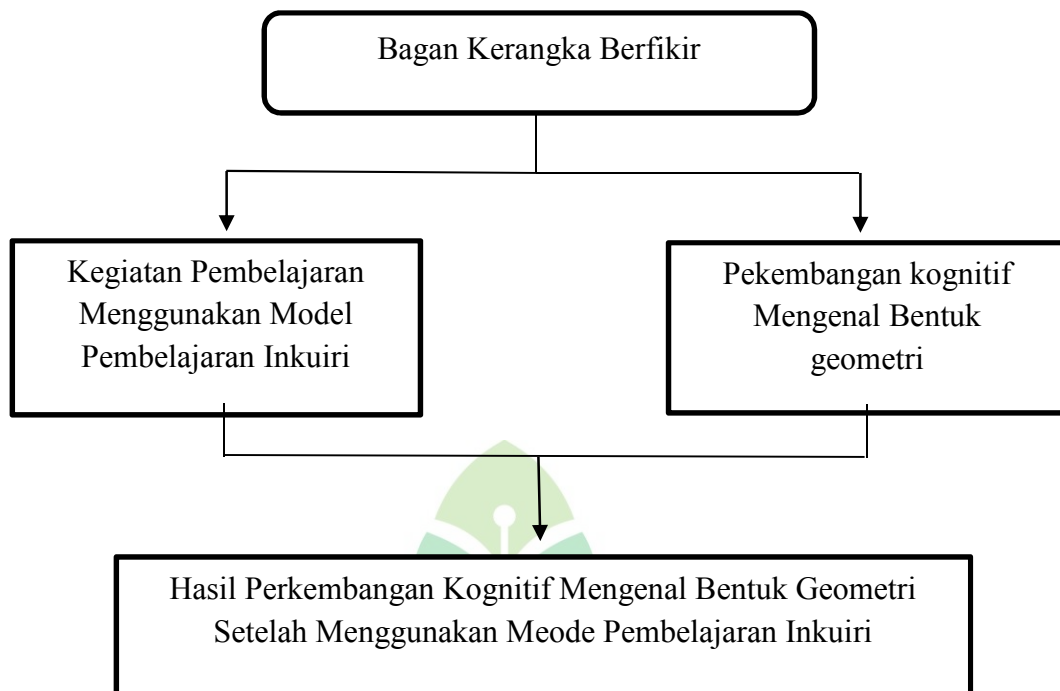 Bagan Kerangka Berfikir
Kegiatan Pembelajaran
Menggunakan Model
Pembelajaran Inkuiri
Pekembangan kognitif
Mengenal Bentuk
geometri
Hasil Perkembangan Kognitif Mengenal Bentuk Geometri
Setelah Menggunakan Meode Pembelajaran Inkuiri